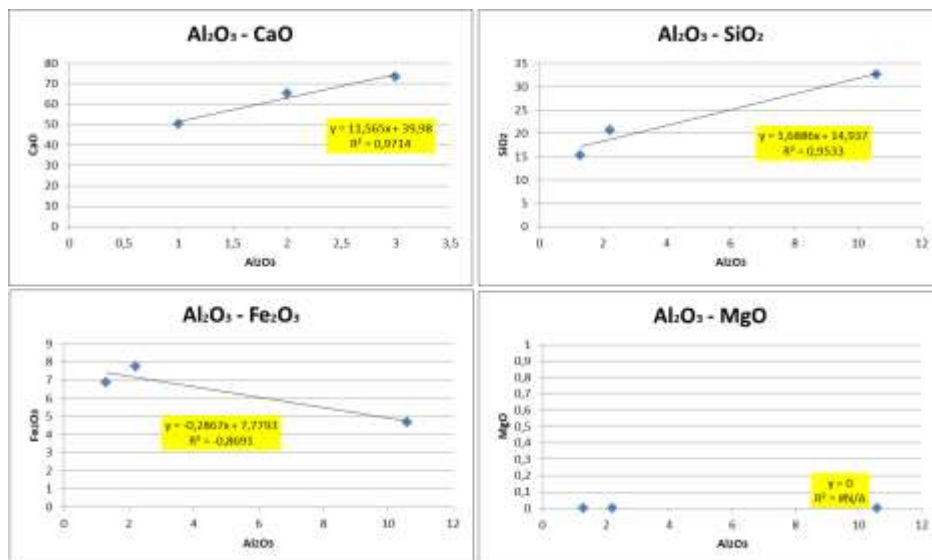 Al₂O₃ - CaO
80
70
60
50
40
30
20
10
0
CaO
y = 11,565x + 39,98
R² = 0,9714
0 0,5 1 1,5 2 2,5 3 3,5
Al₂O₃
Al₂O₃ - SiO₂
35
30
25
20
15
10
5
0
SiO₂
y = 1,6886x + 14,937
R² = 0,9533
0 2 4 6 8 10 12
Al₂O₃
Al₂O₃ - Fe₂O₃
9
8
7
6
5
4
3
2
1
0
Fe₂O₃
y = -0,2867x + 7,7793
R² = -0,8691
0 2 4 6 8 10 12
Al₂O₃
Al₂O₃ - MgO
1
0,9
0,8
0,7
0,6
0,5
0,4
0,3
0,2
0,1
0
MgO
y = 0
R² = #N/A
0 2 4 6 8 10 12
Al₂O₃